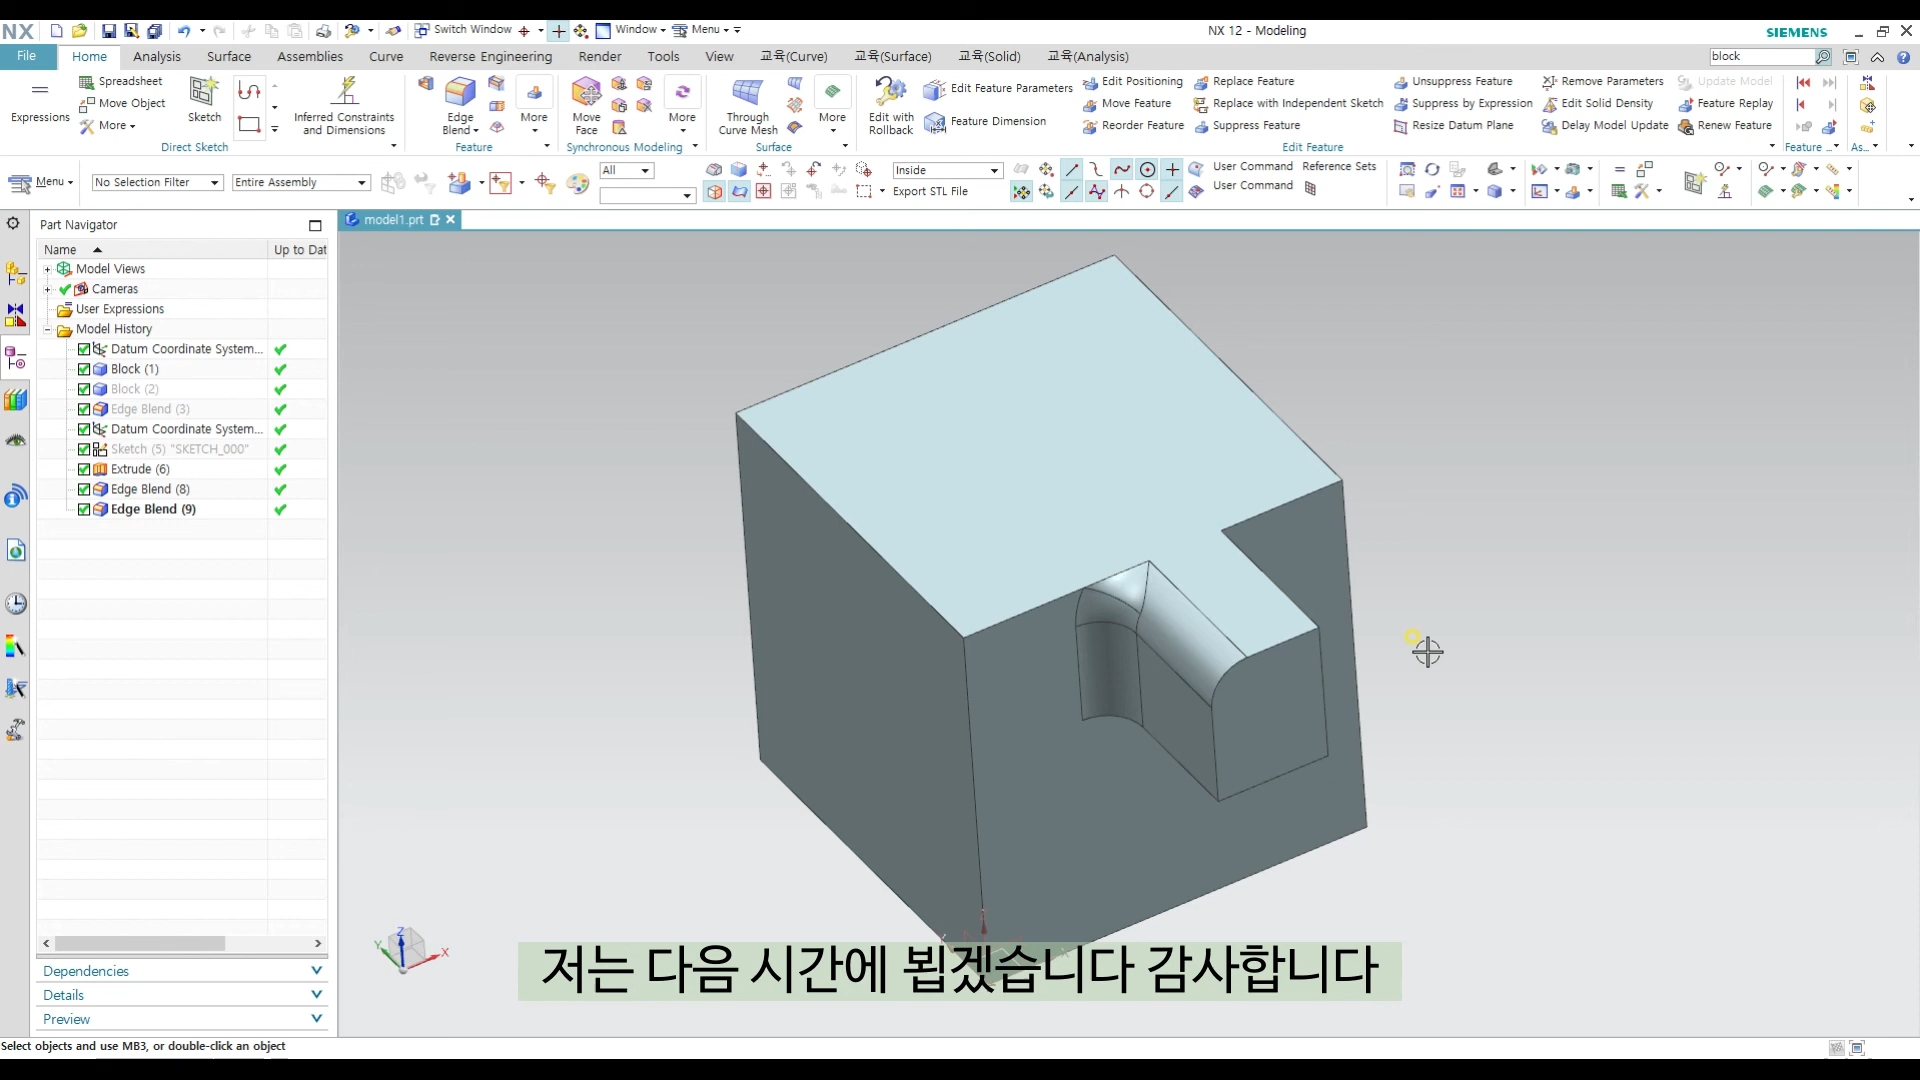 NX
Switch Window
Window
Menu
NX 12 - Modeling
SIEMENS
File
Home
Analysis
Surface
Assemblies
Curve
Reverse Engineering
Render
Tools
View
교육(Curve)
교육(Surface)
교육(Solid)
교육(Analysis)
block
Expressions
Spreadsheet
Move Object
More
Sketch
Inferred Constraints
and Dimensions
Direct Sketch
Edge
Blend
More
Feature
Move
Face
More
Synchronous Modeling
Through
Curve Mesh
More
Surface
Edit with
Rollback
Edit Feature Parameters
Feature Dimension
Edit Positioning
Move Feature
Reorder Feature
Replace Feature
Replace with Independent Sketch
Suppress Feature
Unsuppress Feature
Suppress by Expression
Resize Datum Plane
Remove Parameters
Edit Solid Density
Delay Model Update
Update Model
Feature Replay
Renew Feature
Edit Feature
Feature ...
As...
Menu
No Selection Filter
Entire Assembly
All
Inside
Export STL File
User Command
Reference Sets
User Command
Part Navigator
model1.prt
Name
Up to Dat
Model Views
Cameras
User Expressions
Model History
Datum Coordinate System...
Block (1)
Block (2)
Edge Blend (3)
Datum Coordinate System...
Sketch (5) "SKETCH_000"
Extrude (6)
Edge Blend (8)
Edge Blend (9)
Dependencies
Details
Preview
Z
Y
X
저는 다음 시간에 뵙겠습니다 감사합니다
Select objects and use MB3, or double-click an object